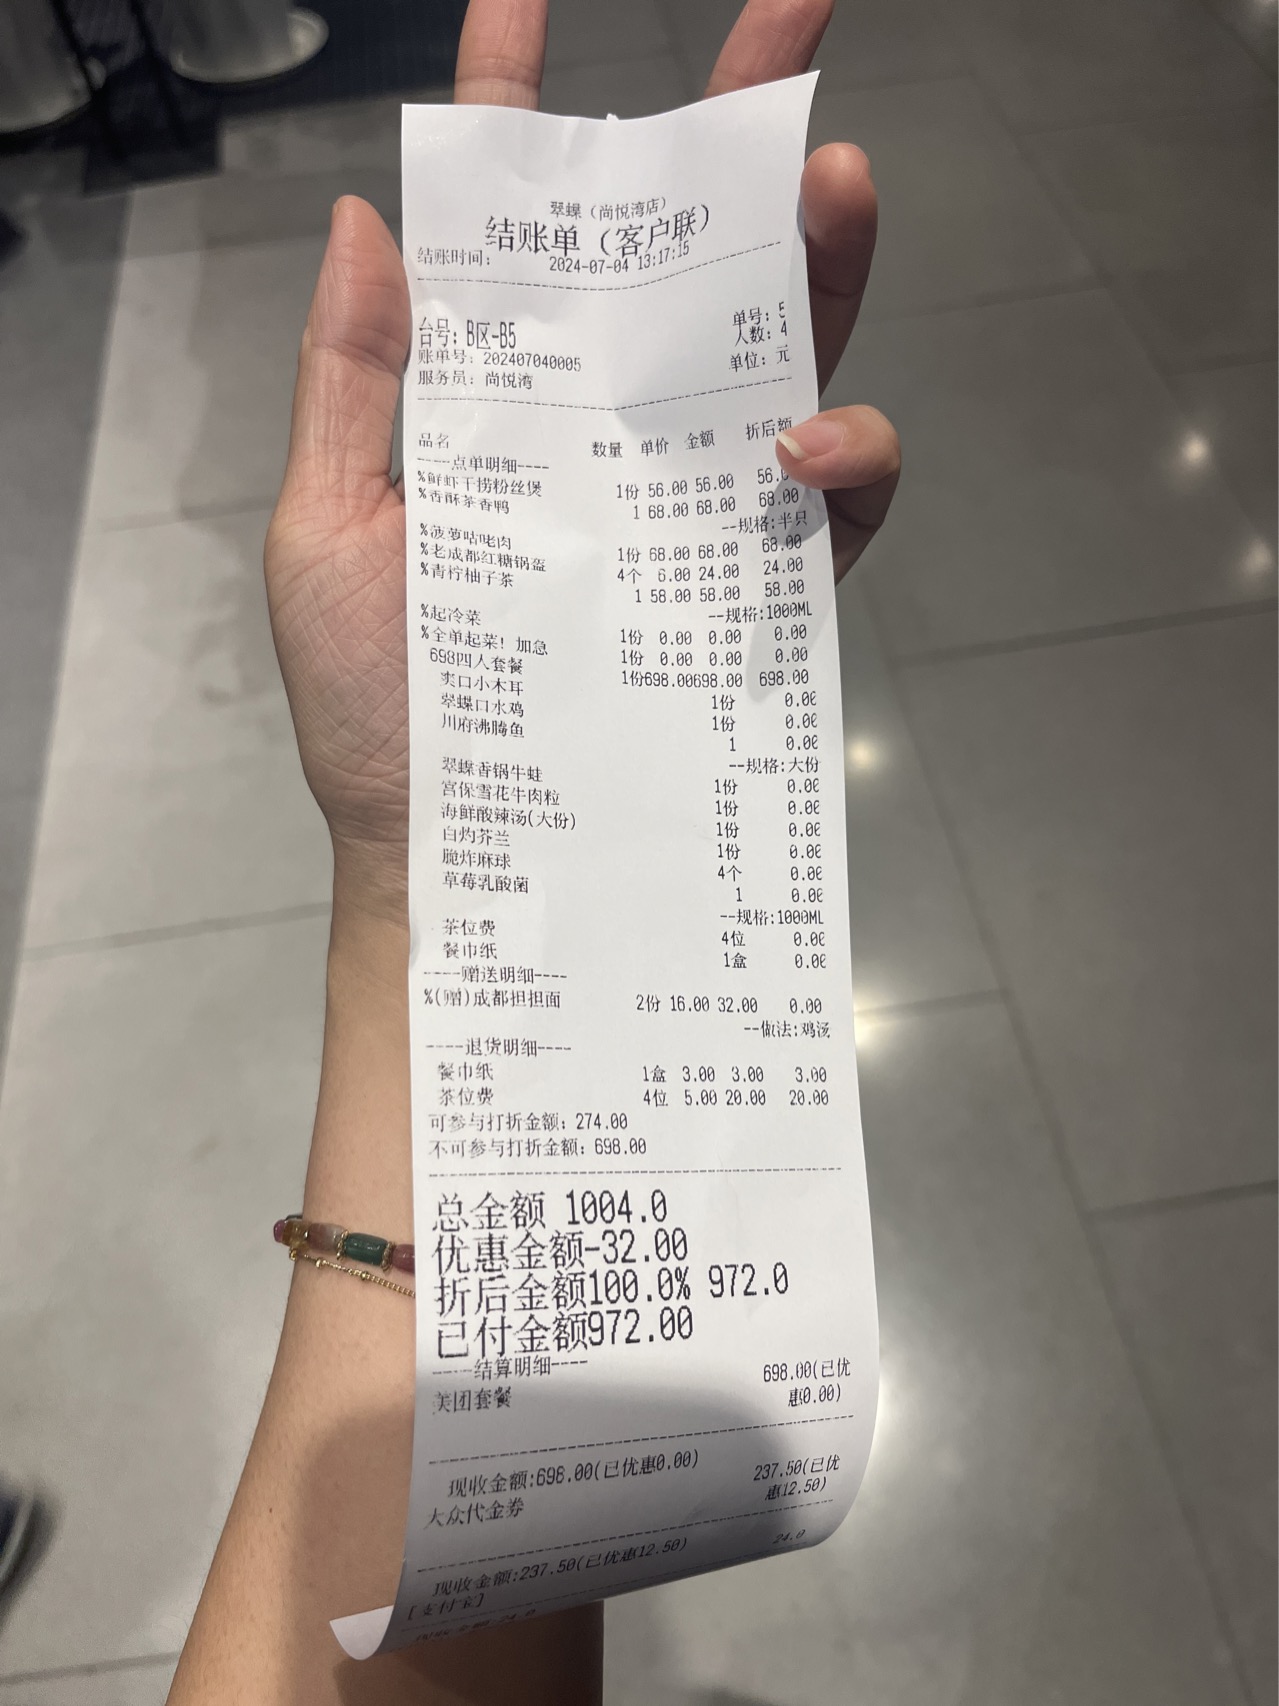 翠蝶（尚悦湾店）
结账单（客户联）
结账时间： 2024-07-04 13:17:15
单号：5
台号：B区-B5 人数：4
账单号：202407040005 单位：元
服务员：尚悦湾
品名 数量 单价 金额 折后额
----点单明细----
%鲜虾干捞粉丝煲 1份 56.00 56.00 56.0
%香酥茶香鸭 1 68.00 68.00 68.00
--规格:半只
%菠萝咕咾肉 1份 68.00 68.00 68.00
%老成都红糖锅盔 4个 6.00 24.00 24.00
%青柠柚子茶 1 58.00 58.00 58.00
--规格:1000ML
%起冷菜 1份 0.00 0.00 0.00
%全单起菜！加急 1份 0.00 0.00 0.00
698四人套餐 1份698.00698.00 698.00
爽口小木耳 1份 0.00
翠蝶口水鸡 1份 0.00
川府沸腾鱼 1 0.00
--规格:大份
翠蝶香锅牛蛙 1份 0.00
宫保雪花牛肉粒 1份 0.00
海鲜酸辣汤(大份) 1份 0.00
白灼芥兰 1份 0.00
脆炸麻球 4个 0.00
草莓乳酸菌 1 0.00
--规格:1000ML
茶位费 4位 0.00
餐巾纸 1盒 0.00
----赠送明细----
%(赠)成都担担面 2份 16.00 32.00 0.00
--做法:鸡汤
----退货明细----
餐巾纸 1盒 3.00 3.00 3.00
茶位费 4位 5.00 20.00 20.00
可参与打折金额：274.00
不可参与打折金额：698.00
总金额 1004.0
优惠金额-32.00
折后金额100.0% 972.0
已付金额972.00
----结算明细----
美团套餐 698.00(已优
惠0.00)
现收金额:698.00(已优惠0.00)
大众代金券 237.50(已优
惠12.50)
现收金额:237.50(已优惠12.50)
[支付宝] 24.0
现收金额:24.0